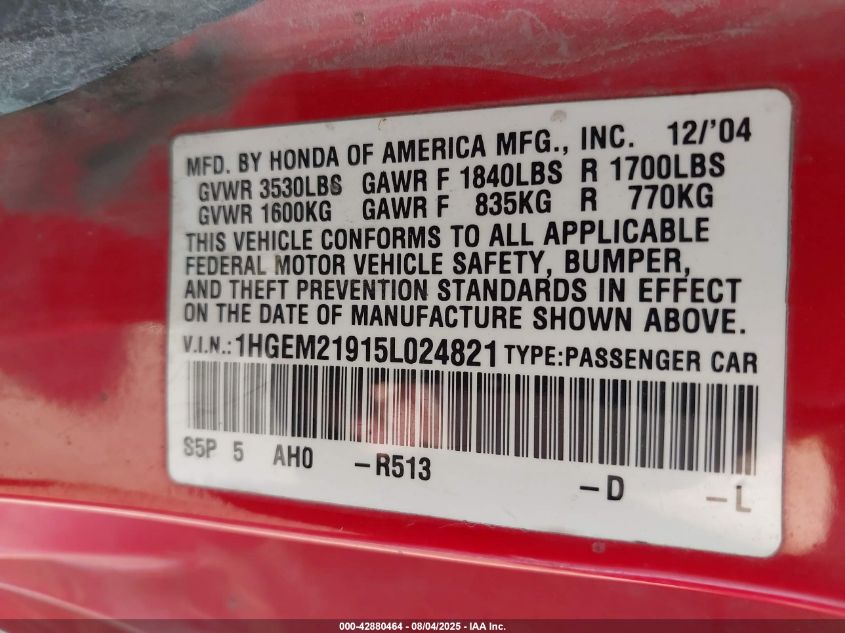 MFD. BY HONDA OF AMERICA MFG., INC. 12/'04
GVWR 3530LBS GAWR F 1840LBS R 1700LBS
GVWR 1600KG GAWR F 835KG R 770KG
THIS VEHICLE CONFORMS TO ALL APPLICABLE
FEDERAL MOTOR VEHICLE SAFETY, BUMPER,
AND THEFT PREVENTION STANDARDS IN EFFECT
ON THE DATE OF MANUFACTURE SHOWN ABOVE.
V.I.N.:1HGEM21915L024821 TYPE:PASSENGER CAR
S5P 5 AH0 –R513 –D –L
000-42880464 - 08/04/2025 - IAA Inc.